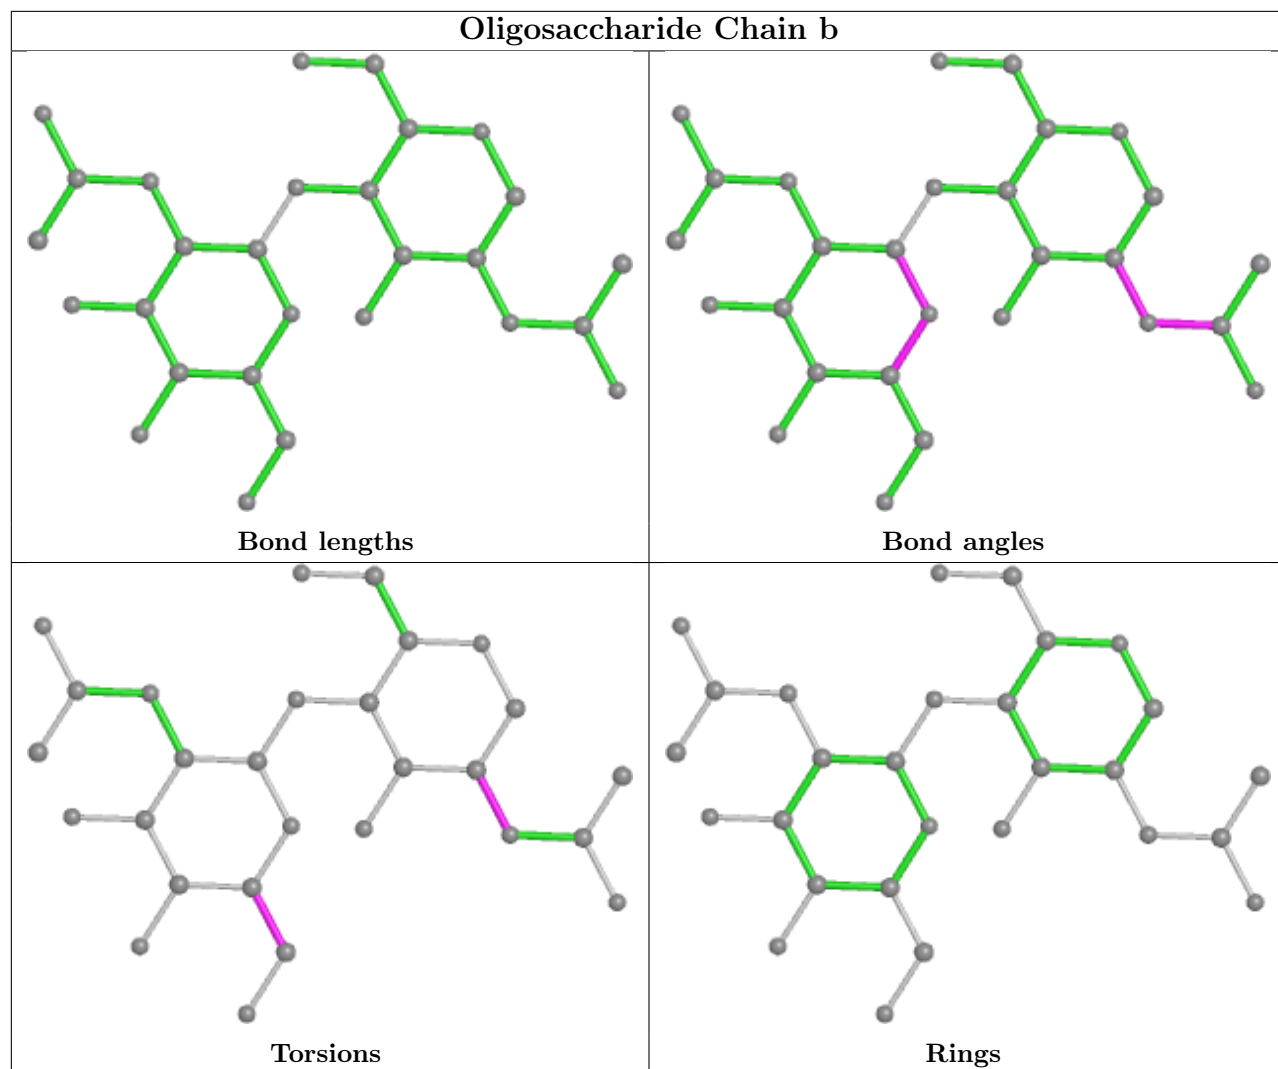 Oligosaccharide Chain b
Bond lengths
Bond angles
Torsions
Rings